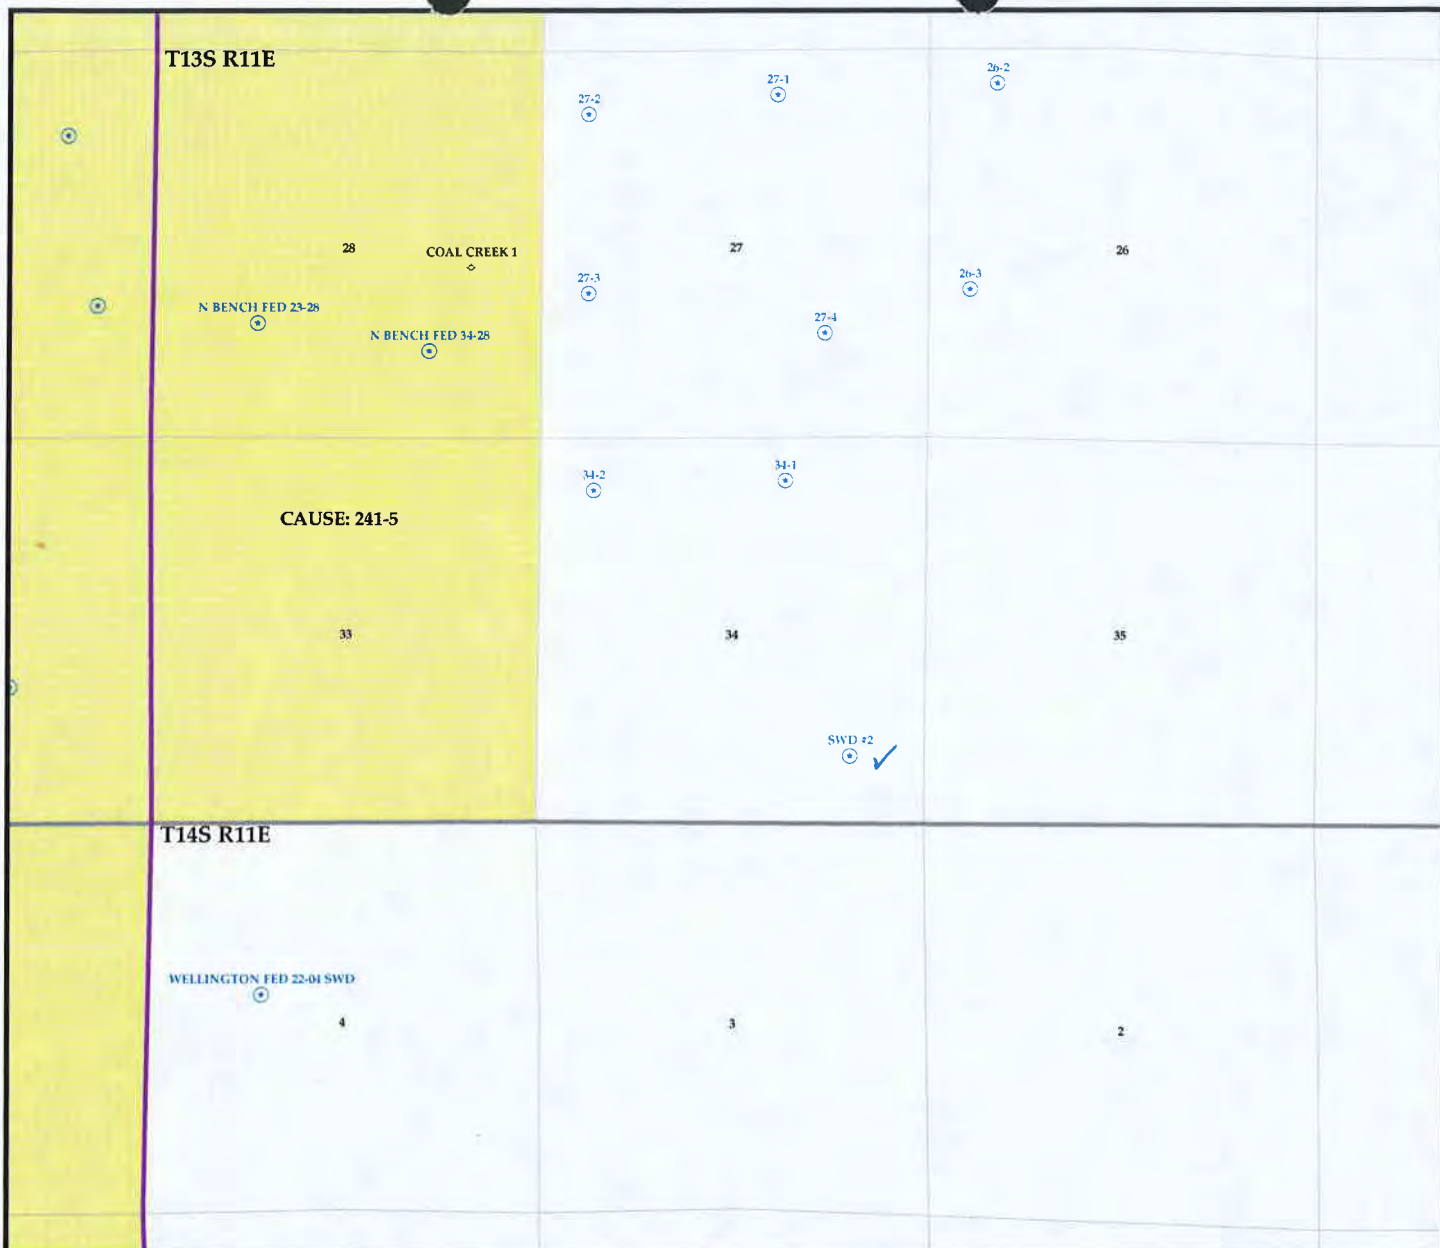 T13S R11E
27-2
27-1
26-2
28
COAL CREEK 1
27
26
27-3
26-3
N BENCH FED 23-28
27-4
N BENCH FED 34-28
34-2
34-1
CAUSE: 241-5
33
34
35
SWD #2
T14S R11E
WELLINGTON FED 22-04 SWD
4
3
2